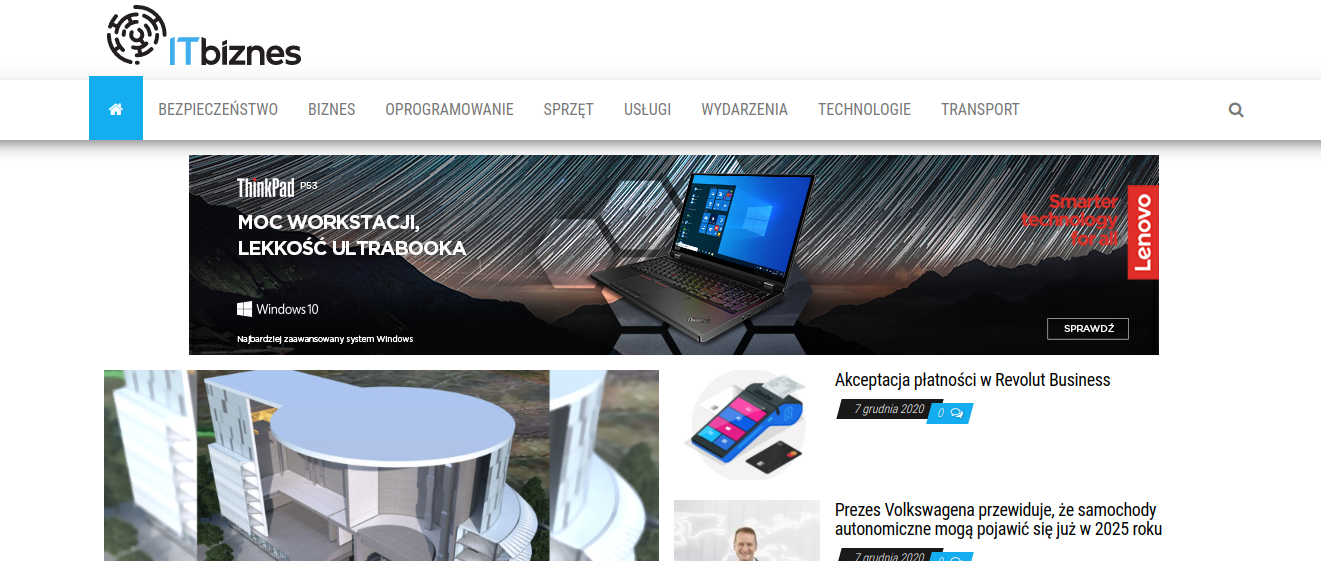 ITbiznes
BEZPIECZEŃSTWO BIZNES OPROGRAMOWANIE SPRZĘT USŁUGI WYDARZENIA TECHNOLOGIE TRANSPORT
ThinkPad P53
MOC WORKSTACJI,
LEKKOŚĆ ULTRABOOKA
Windows 10
Najbardziej zaawansowany system Windows
Smarter
technology
for all
Lenovo
SPRAWDŹ
Akceptacja płatności w Revolut Business
7 grudnia 2020 0
Prezes Volkswagena przewiduje, że samochody
autonomiczne mogą pojawić się już w 2025 roku
7 grudnia 2020 0